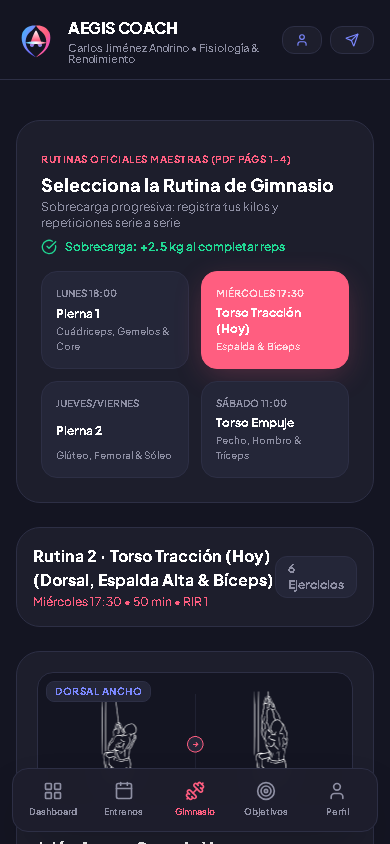 AEGIS COACH
Carlos Jiménez Andrino • Fisiología &
Rendimiento
RUTINAS OFICIALES MAESTRAS (PDF PÁGS 1-4)
Selecciona la Rutina de Gimnasio
Sobrecarga progresiva: registra tus kilos y
repeticiones serie a serie
Sobrecarga: +2.5 kg al completar reps
LUNES 18:00
Pierna 1
Cuádriceps, Gemelos &
Core
MIÉRCOLES 17:30
Torso Tracción
(Hoy)
Espalda & Bíceps
JUEVES/VIERNES
Pierna 2
Glúteo, Femoral & Sóleo
SÁBADO 11:00
Torso Empuje
Pecho, Hombro &
Tríceps
Rutina 2 · Torso Tracción (Hoy)
(Dorsal, Espalda Alta & Bíceps)
Miércoles 17:30 • 50 min • RIR 1
6
Ejercicios
DORSAL ANCHO
Dashboard
Entrenos
Gimnasio
Objetivos
Perfil